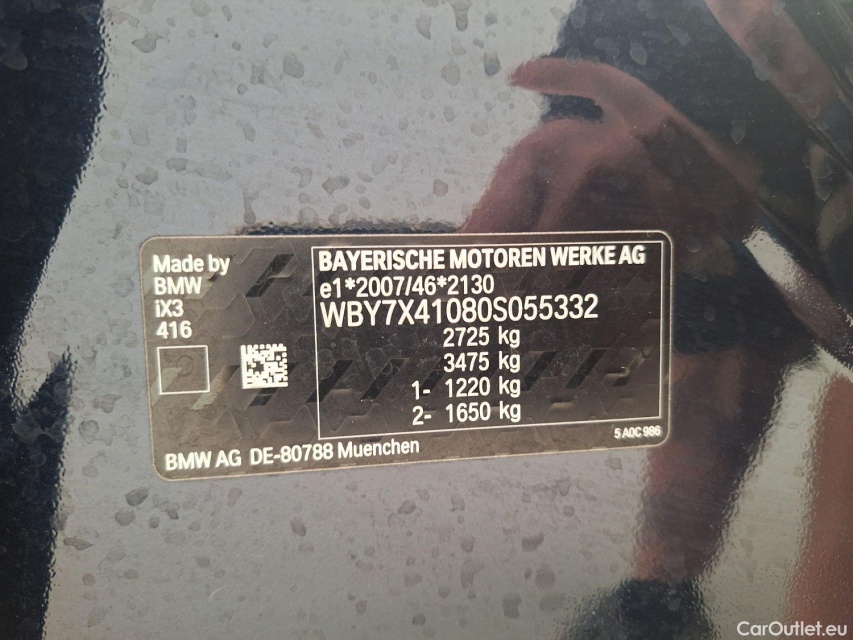 Made by
BMW
iX3
416
BAYERISCHE MOTOREN WERKE AG
e1*2007/46*2130
WBY7X41080S055332
2725 kg
3475 kg
1- 1220 kg
2- 1650 kg
BMW AG DE-80788 Muenchen
5 A0C 986
CarOutlet.eu